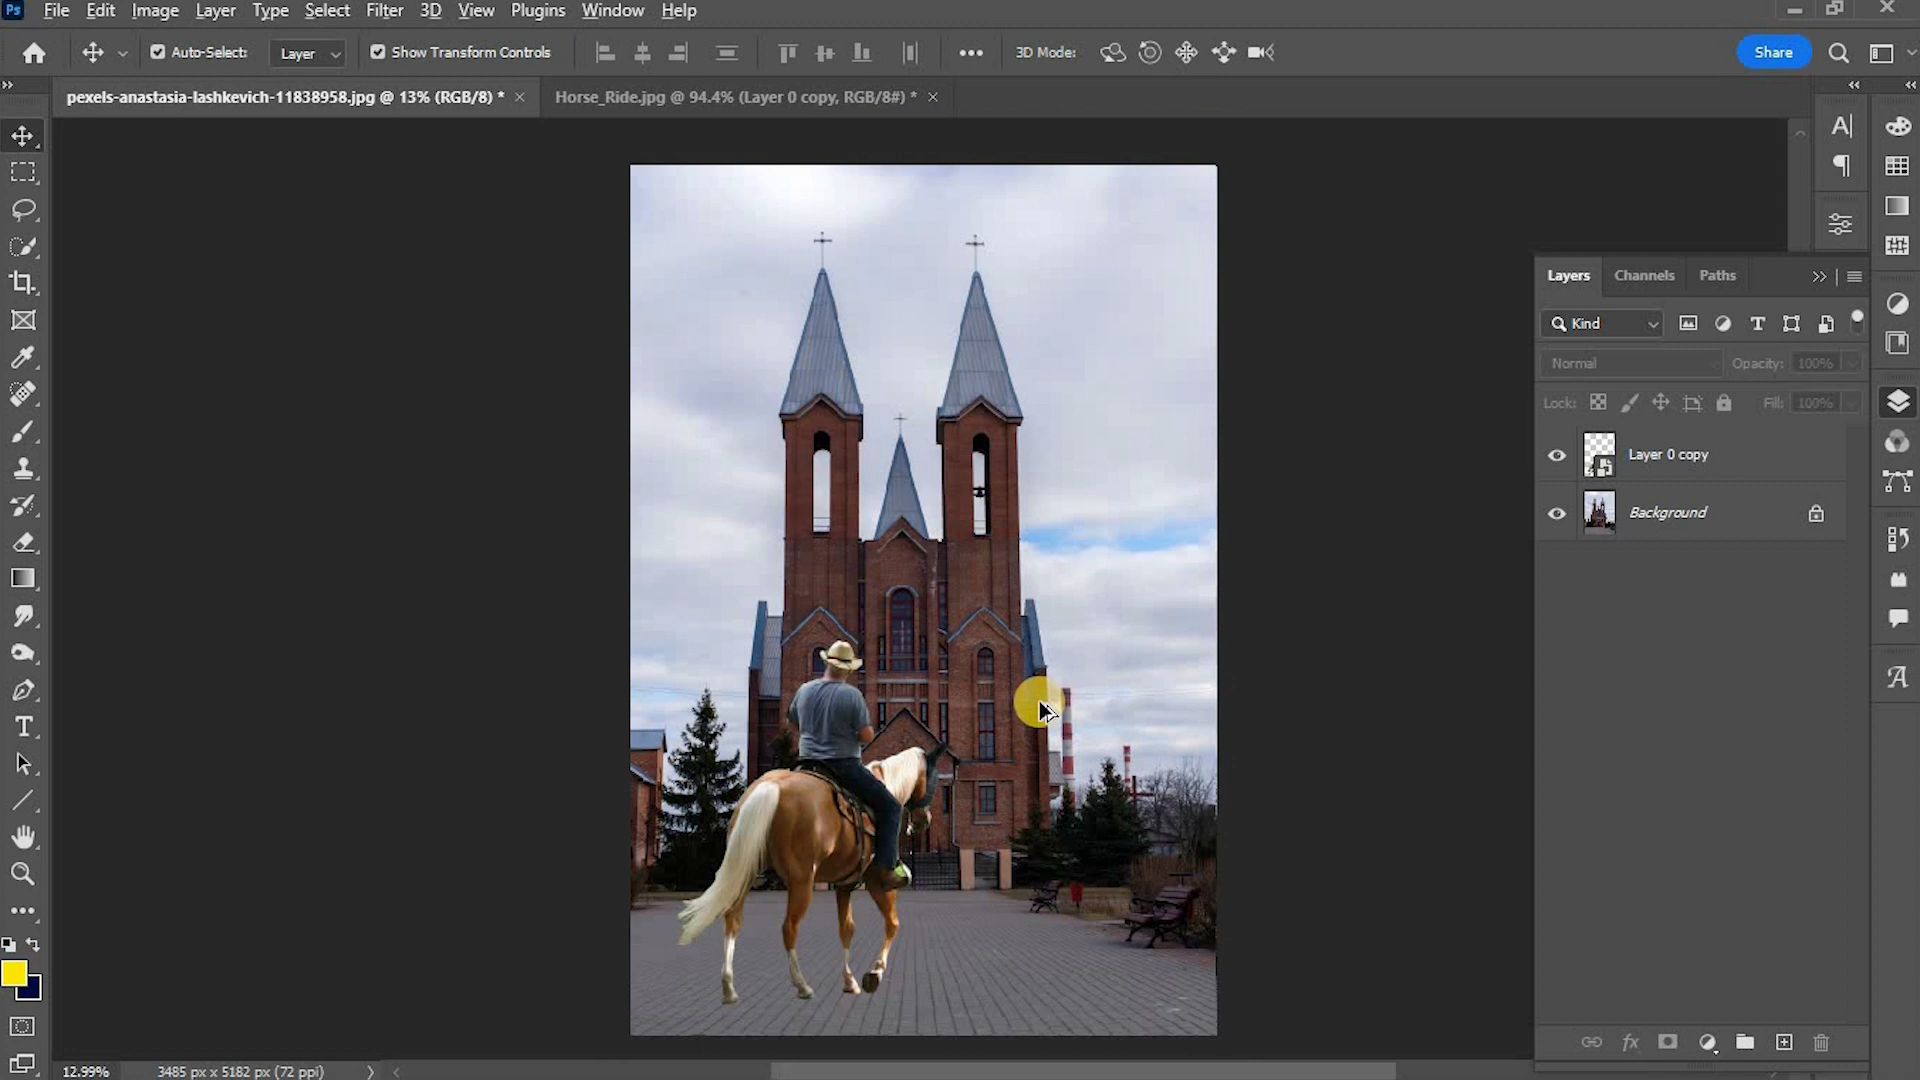 Ps File Edit Image Layer Type Select Filter 3D View Plugins Window Help
Auto-Select: Layer Show Transform Controls 3D Mode: Share
pexels-anastasia-lashkevich-11838958.jpg @ 13% (RGB/8) * Horse_Ride.jpg @ 94.4% (Layer 0 copy, RGB/8#) *
Layers Channels Paths
Kind
Normal Opacity: 100%
Lock: Fill: 100%
Layer 0 copy
Background
fx
12.99% 3485 px x 5182 px (72 ppi)